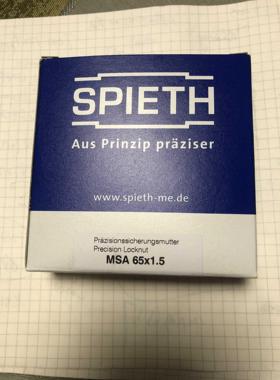 SPIETH
Aus Prinzip präziser
www.spieth-me.de
Präzisionssicherungsmutter
Precision Locknut
MSA 65x1.5